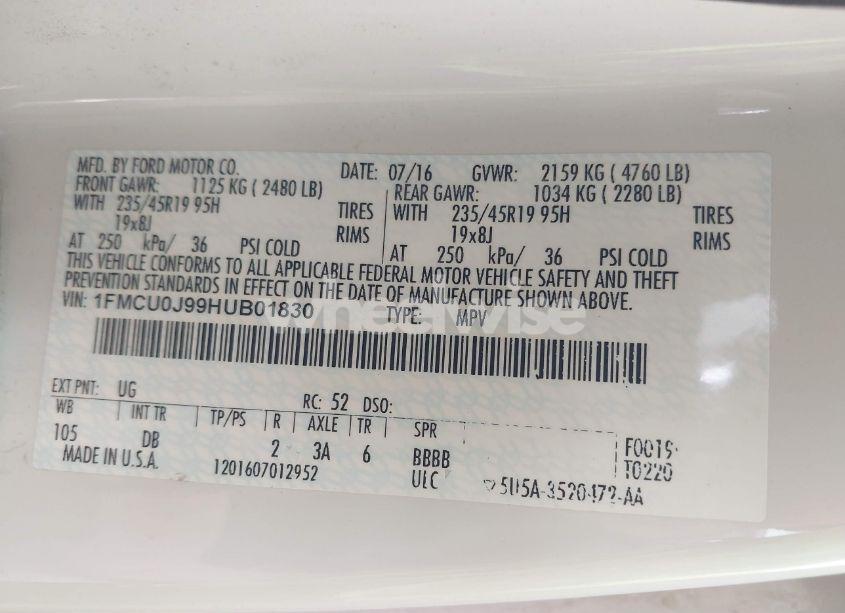 MFD. BY FORD MOTOR CO. DATE: 07/16 GVWR: 2159 KG ( 4760 LB)
FRONT GAWR: 1125 KG ( 2480 LB) REAR GAWR: 1034 KG ( 2280 LB)
WITH 235/45R19 95H TIRES WITH 235/45R19 95H TIRES
19x8J RIMS 19x8J RIMS
AT 250 kPa/ 36 PSI COLD AT 250 kPa/ 36 PSI COLD
THIS VEHICLE CONFORMS TO ALL APPLICABLE FEDERAL MOTOR VEHICLE SAFETY AND THEFT
PREVENTION STANDARDS IN EFFECT ON THE DATE OF MANUFACTURE SHOWN ABOVE.
VIN: 1FMCU0J99HUB01830 TYPE: MPV
wheelwise
EXT PNT: UG RC: 52 DSO:
WB INT TR TP/PS R AXLE TR SPR
105 DB 2 3A 6 BBBB
F0019
MADE IN U.S.A. 1201607012952 ULC
T0220